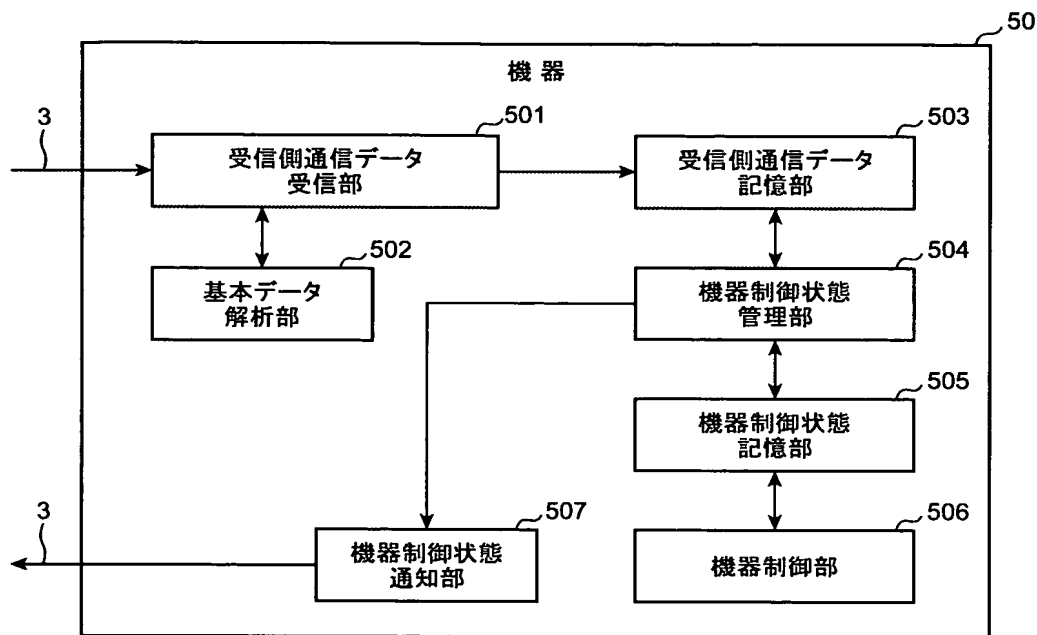 50
機器
3
501
受信側通信データ
受信部
503
受信側通信データ
記憶部
502
基本データ
解析部
504
機器制御状態
管理部
505
機器制御状態
記憶部
3
507
機器制御状態
通知部
506
機器制御部